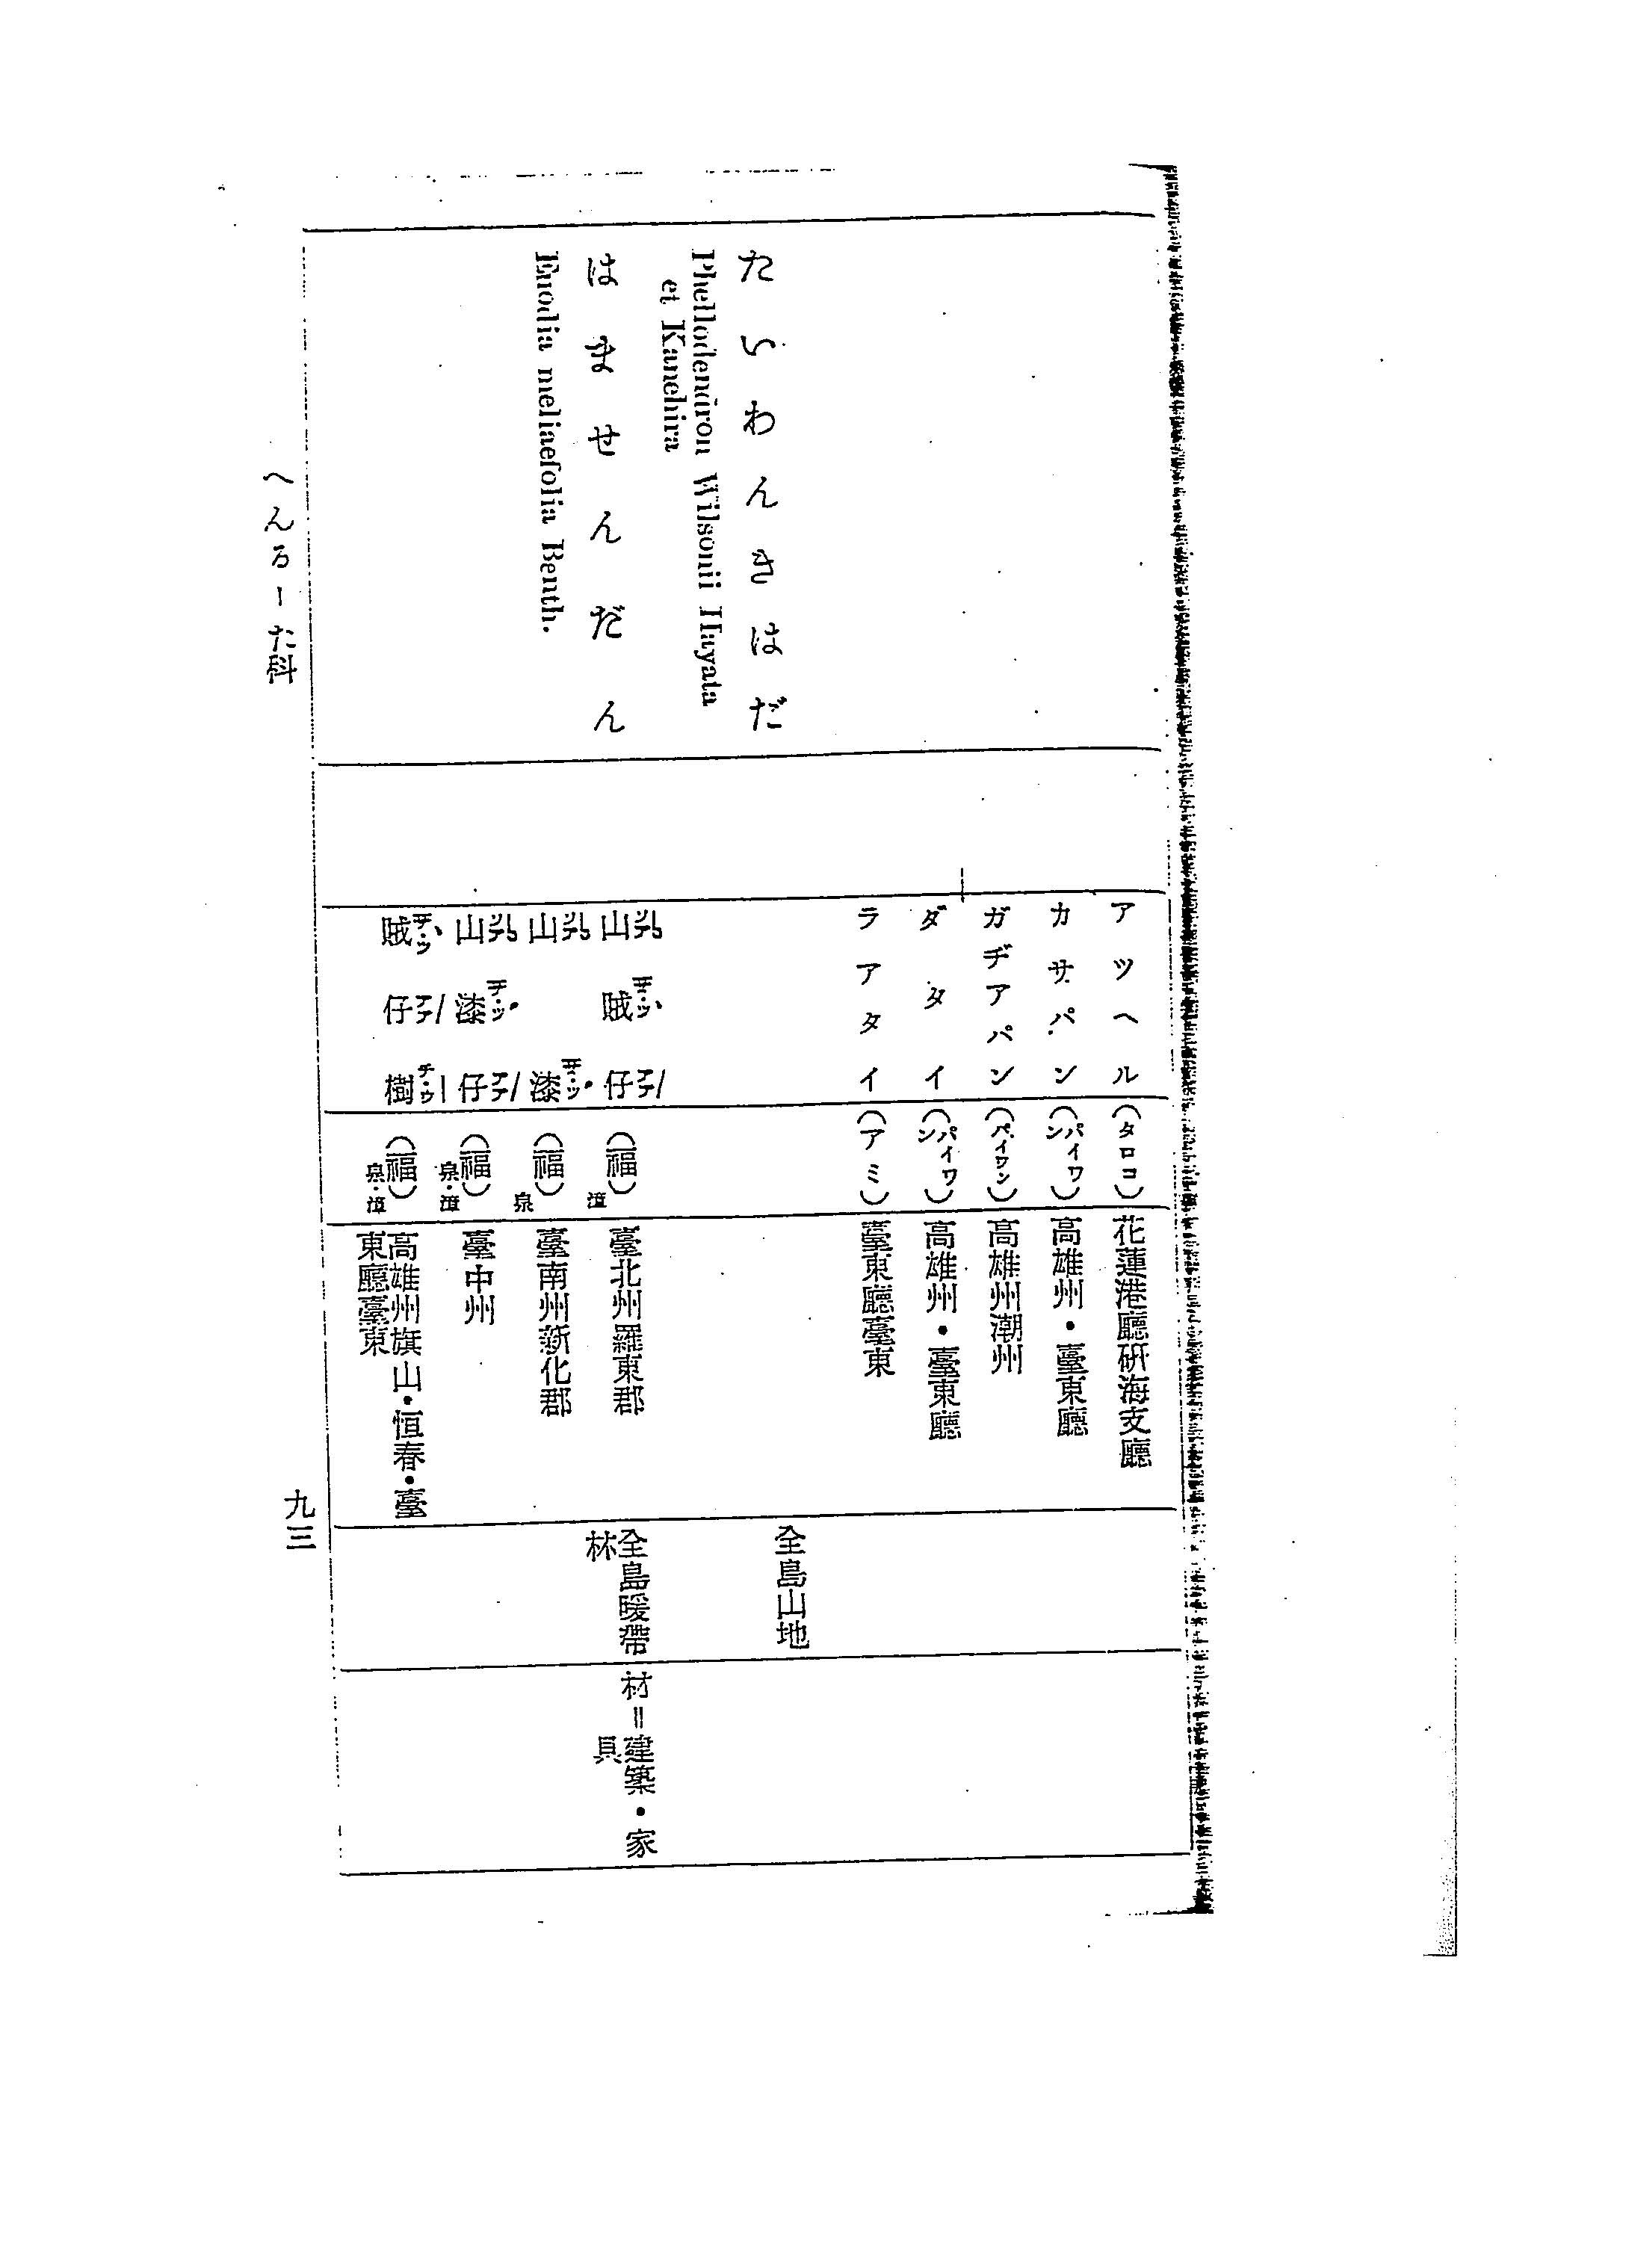 アツヘル（タロコ）花蓮港廳硏海支廳
カサパン（パイワン）高雄州・臺東廳
ガヂアパン（パイワン）高雄州潮州
ダタイ（パイワン）高雄州・臺東廳
ラアタイ（アミ）臺東廳臺東
たいわんきはだ
Phellodendron Wilsonii Hayata
et Kanehira
全島山地
はませんだん
Euodia meliaefolia Benth.
山賊仔（福）漳 臺北州羅東郡
全島暖帶
林
材＝建築・家
具
山漆（福）泉 臺南州新化郡
山漆仔（福）泉・漳 臺中州
賊仔樹（福）泉・漳 高雄州旗山・恒春・臺
東廳臺東
へんるーた科
九三